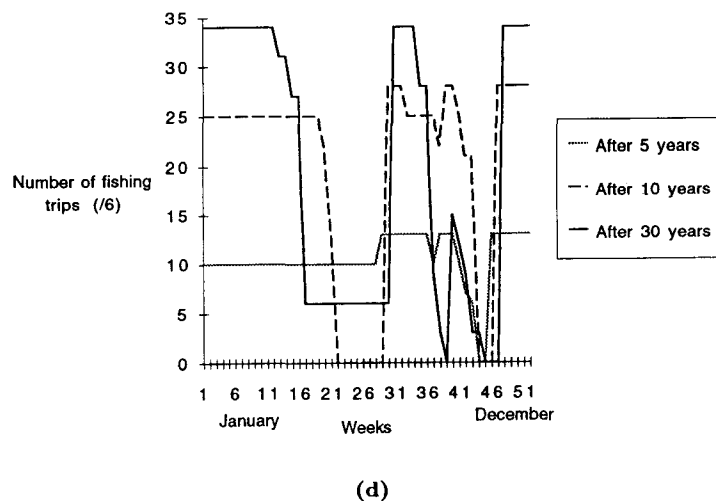 35
30
25
20
15
10
5
0
Number of fishing
trips (/6)
1 6 11 16 21 26 31 36 41 46 51
January Weeks December
After 5 years
After 10 years
After 30 years
(d)